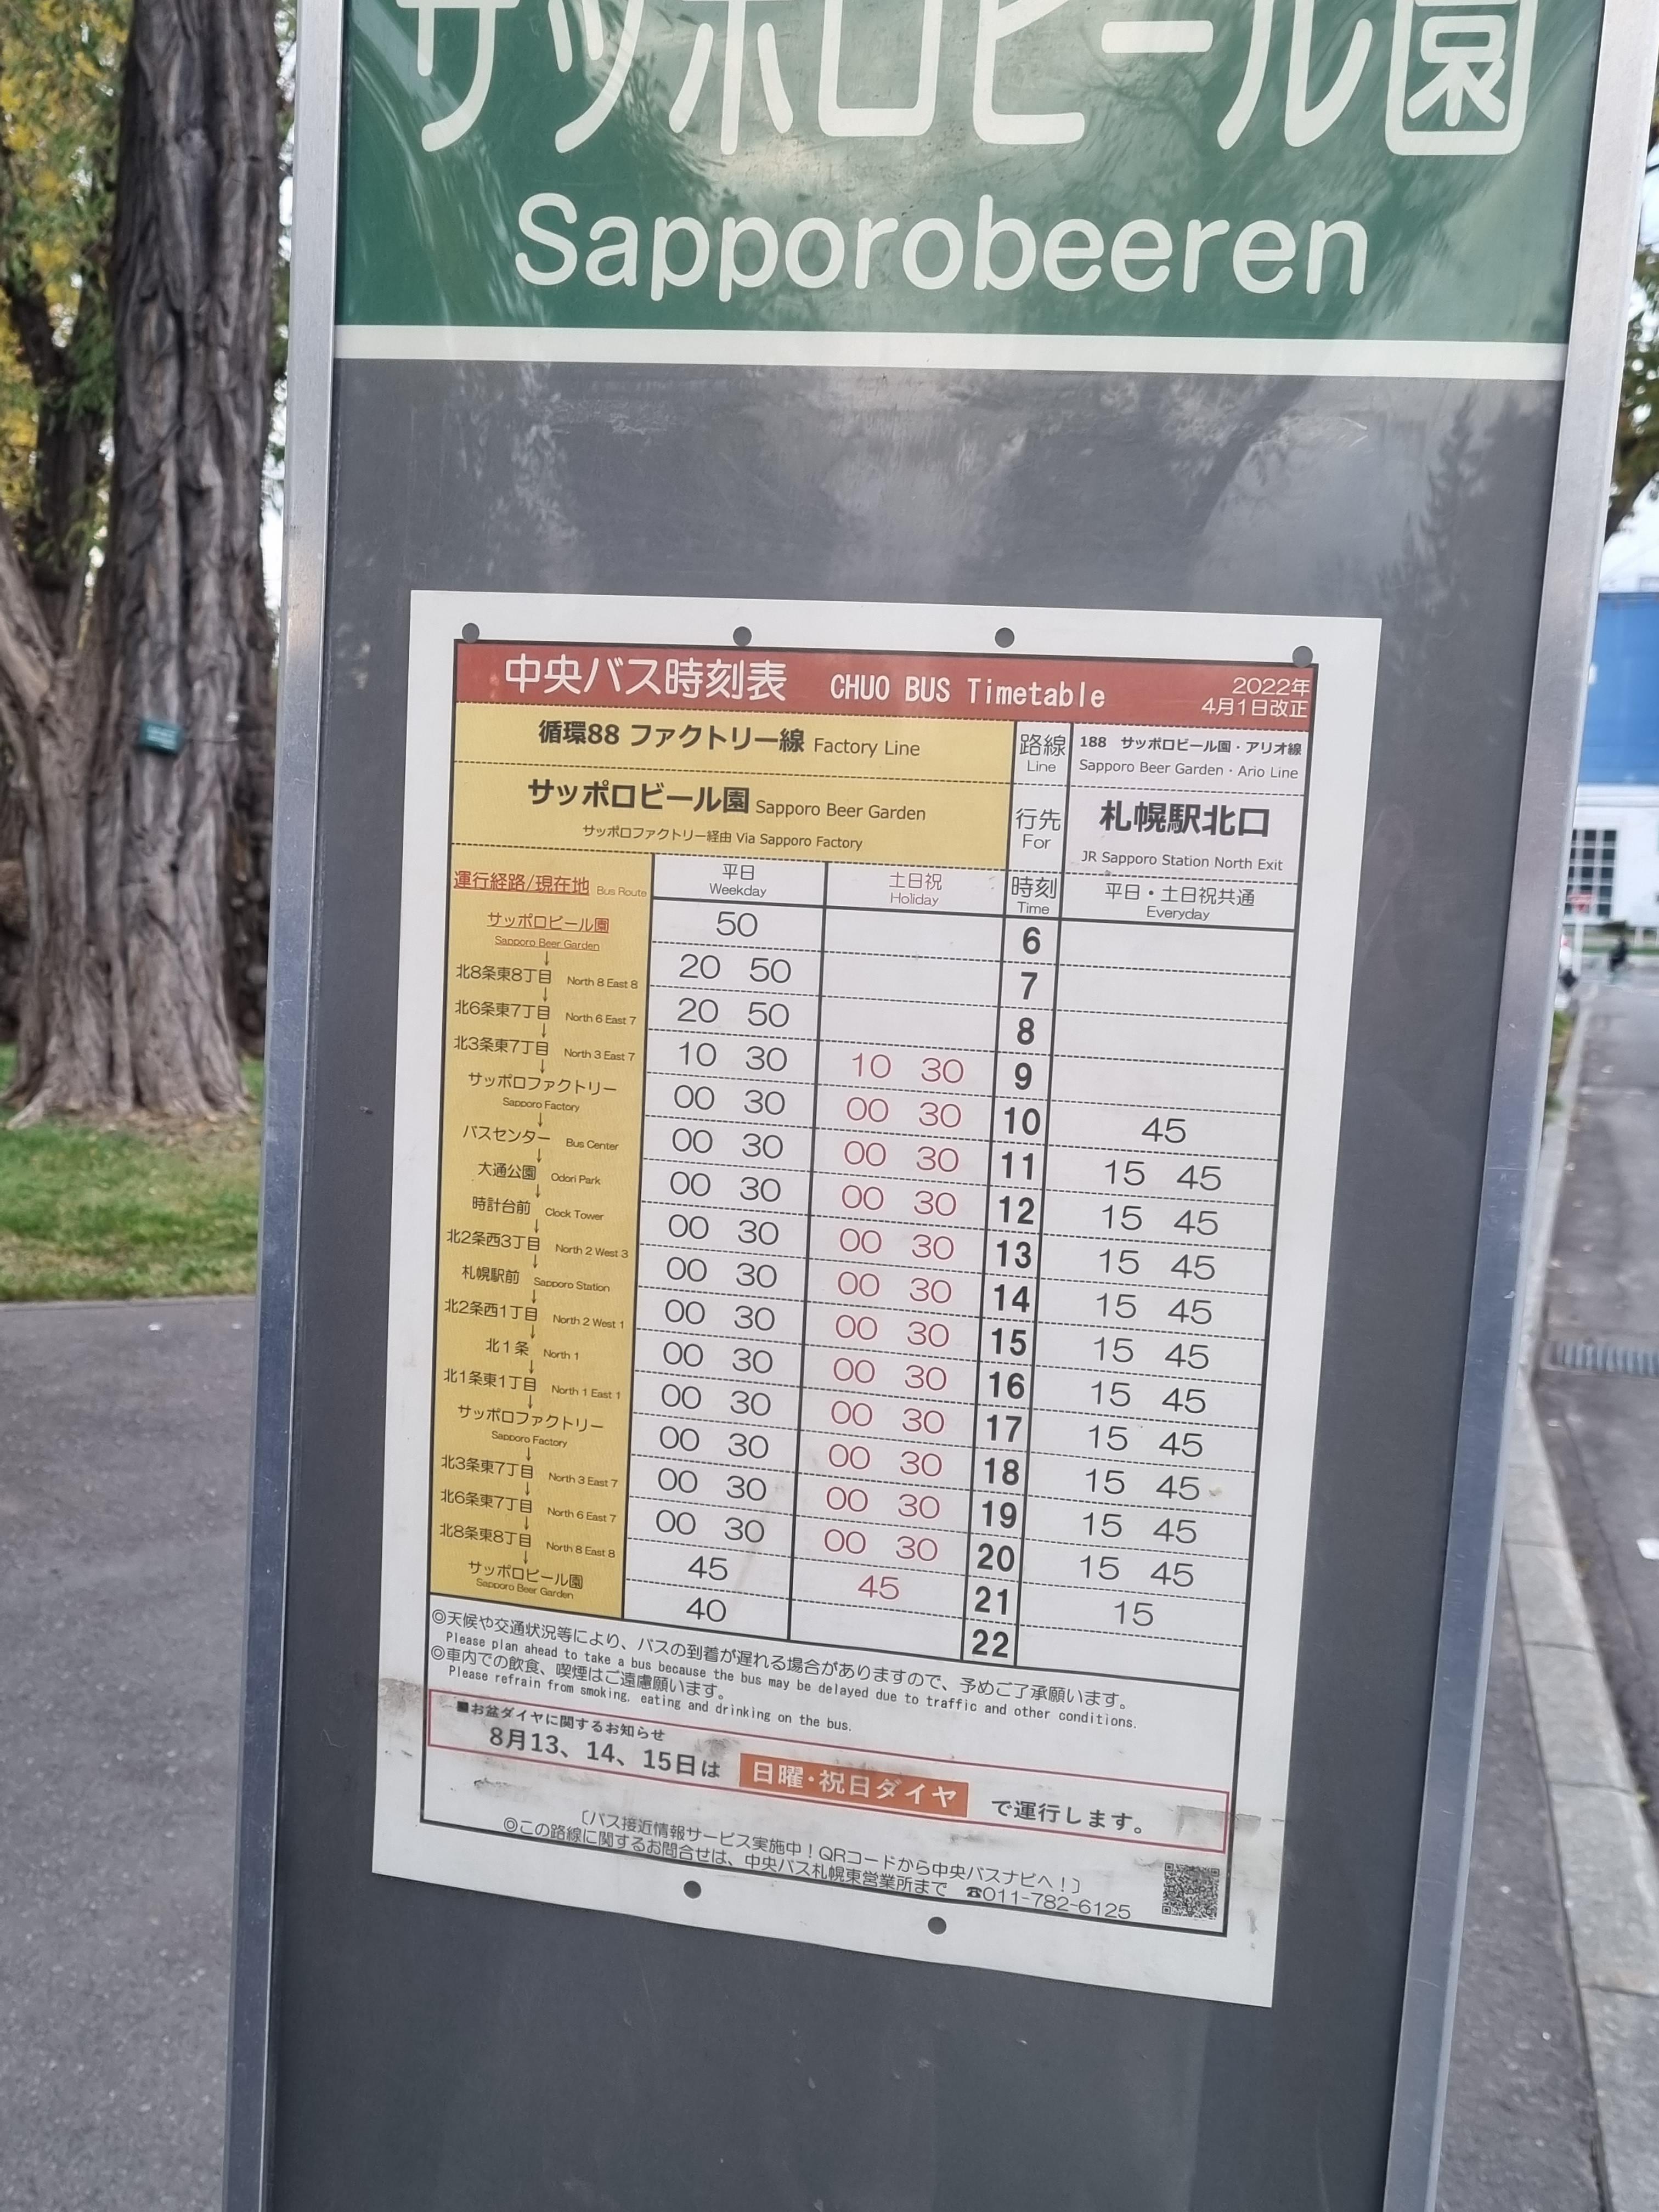 サッポロビール園
Sapporobeeren
中央バス時刻表 CHUO BUS Timetable 2022年 4月1日改正
循環88 ファクトリー線 Factory Line 路線 Line 188 サッポロビール園・アリオ線 Sapporo Beer Garden・Ario Line
サッポロビール園 Sapporo Beer Garden 行先 For 札幌駅北口
サッポロファクトリー経由 Via Sapporo Factory JR Sapporo Station North Exit
運行経路/現在地 Bus Route 平日 Weekday 土日祝 Holiday 時刻 Time 平日・土日祝共通 Everyday
サッポロビール園
Sapporo Beer Garden
↓
北8条東8丁目 North 8 East 8
↓
北6条東7丁目 North 6 East 7
↓
北3条東7丁目 North 3 East 7
↓
サッポロファクトリー
Sapporo Factory
↓
バスセンター Bus Center
↓
大通公園 Odori Park
↓
時計台前 Clock Tower
↓
北2条西3丁目 North 2 West 3
↓
札幌駅前 Sapporo Station
↓
北2条西1丁目 North 2 West 1
↓
北1条 North 1
↓
北1条東1丁目 North 1 East 1
↓
サッポロファクトリー
Sapporo Factory
↓
北3条東7丁目 North 3 East 7
↓
北6条東7丁目 North 6 East 7
↓
北8条東8丁目 North 8 East 8
↓
サッポロビール園
Sapporo Beer Garden
50 6
20 50 7
20 50 8
10 30 10 30 9
00 30 00 30 10 45
00 30 00 30 11 15 45
00 30 00 30 12 15 45
00 30 00 30 13 15 45
00 30 00 30 14 15 45
00 30 00 30 15 15 45
00 30 00 30 16 15 45
00 30 00 30 17 15 45
00 30 00 30 18 15 45
00 30 00 30 19 15 45
00 30 00 30 20 15 45
45 45 21 15
40 22
◎天候や交通状況等により、バスの到着が遅れる場合がありますので、予めご了承願います。
Please plan ahead to take a bus because the bus may be delayed due to traffic and other conditions.
◎車内での飲食、喫煙はご遠慮願います。
Please refrain from smoking, eating and drinking on the bus.
■お盆ダイヤに関するお知らせ
8月13、14、15日は 日曜・祝日ダイヤ で運行します。
〔バス接近情報サービス実施中！QRコードから中央バスナビへ！〕
◎この路線に関するお問合せは、中央バス札幌東営業所まで ☎011-782-6125